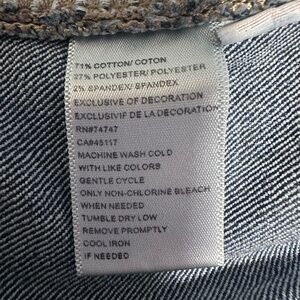 71% COTTON/ COTON
27% POLYESTER/ POLYESTER
2% SPANDEX/ SPANDEX
EXCLUSIVE OF DECORATION
EXCLUSIVIF DE LA DECORATION
RN#74747
CA#45117
MACHINE WASH COLD
WITH LIKE COLORS
GENTLE CYCLE
ONLY NON-CHLORINE BLEACH
WHEN NEEDED
TUMBLE DRY LOW
REMOVE PROMPTLY
COOL IRON
IF NEEDED